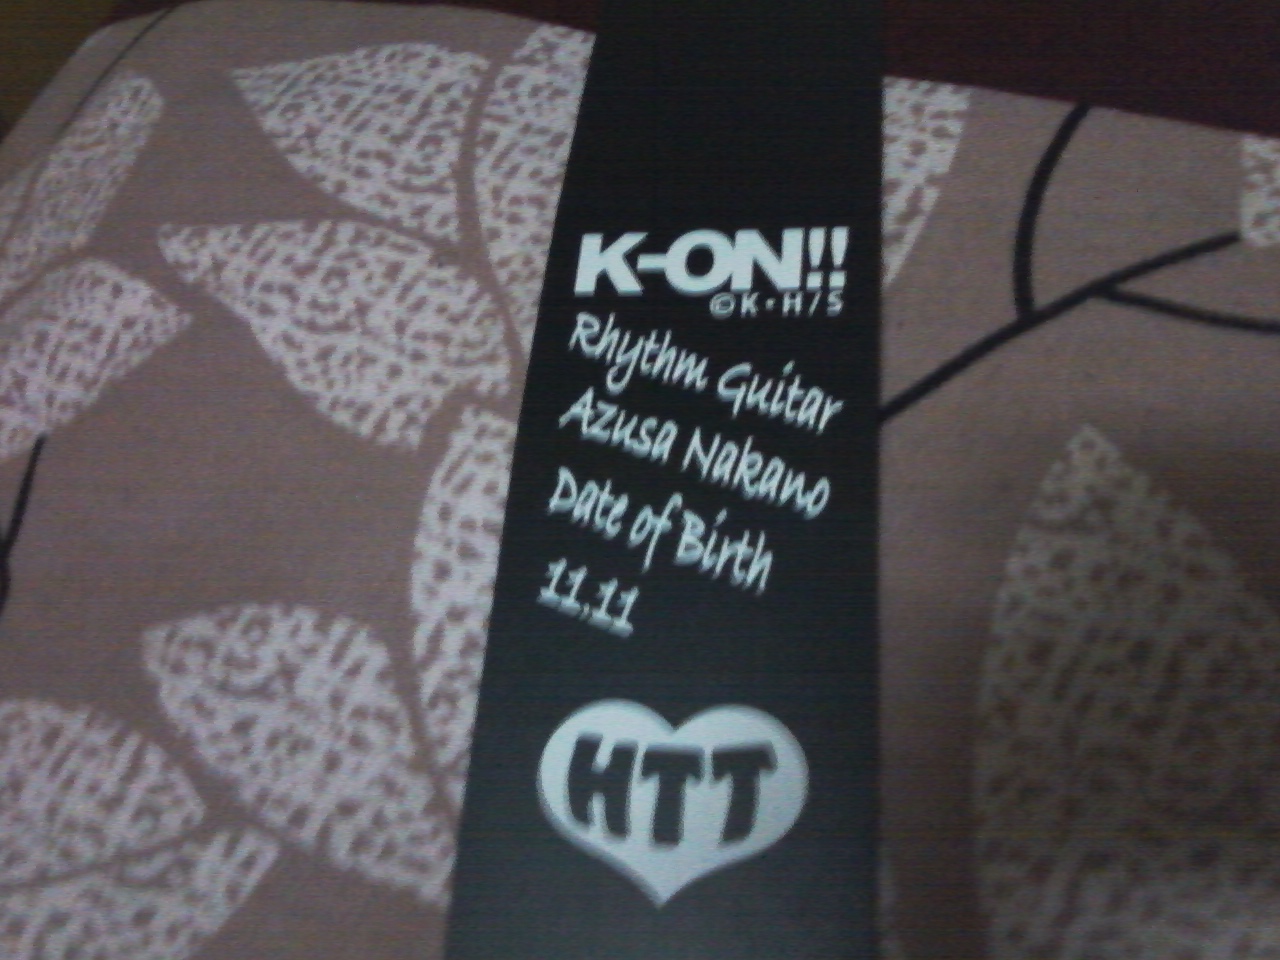 K-ON!!
©K・H/S
Rhythm Guitar
Azusa Nakano
Date of Birth
11.11
HTT